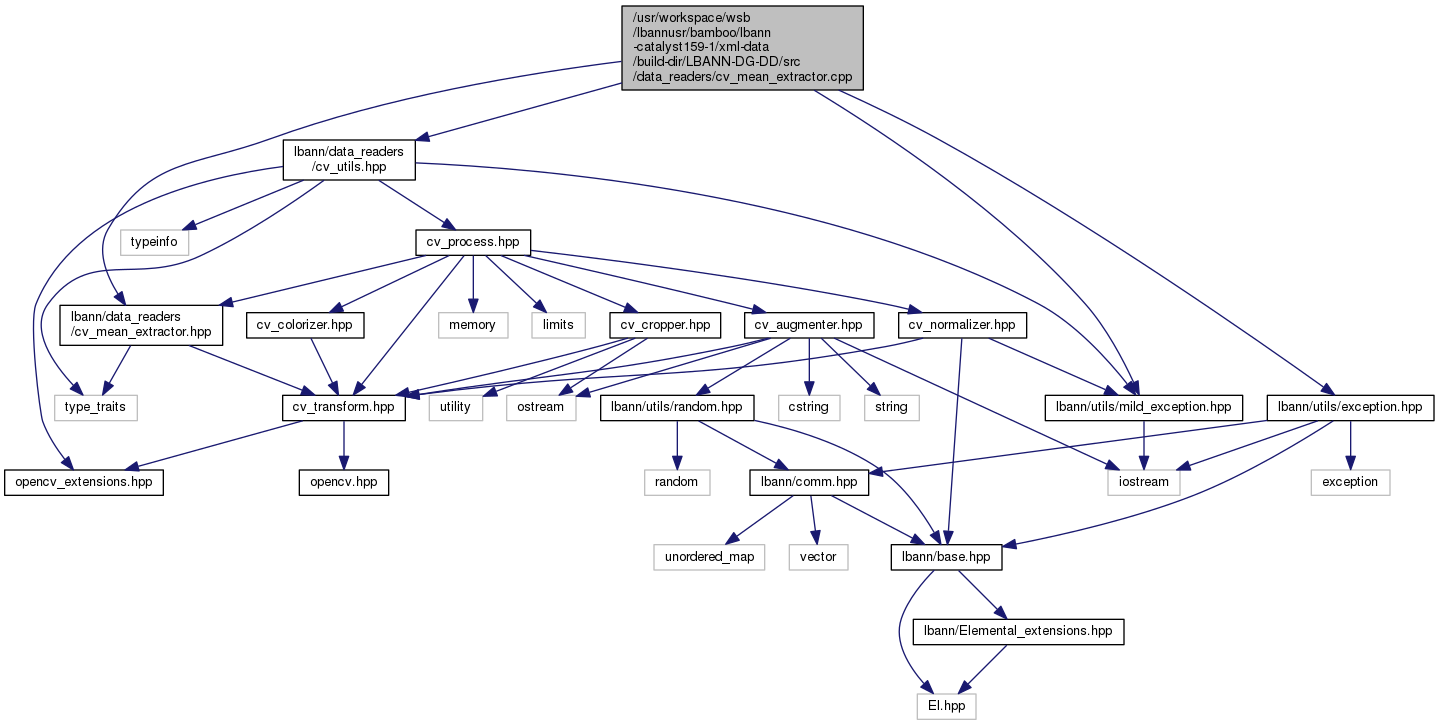 /usr/workspace/wsb
/lbannusr/bamboo/lbann
-catalyst159-1/xml-data
/build-dir/LBANN-DG-DD/src
/data_readers/cv_mean_extractor.cpp
lbann/data_readers
/cv_utils.hpp
typeinfo
cv_process.hpp
lbann/data_readers
/cv_mean_extractor.hpp
cv_colorizer.hpp
memory
limits
cv_cropper.hpp
cv_augmenter.hpp
cv_normalizer.hpp
type_traits
cv_transform.hpp
utility
ostream
lbann/utils/random.hpp
cstring
string
lbann/utils/mild_exception.hpp
lbann/utils/exception.hpp
opencv_extensions.hpp
opencv.hpp
random
lbann/comm.hpp
iostream
exception
unordered_map
vector
lbann/base.hpp
lbann/Elemental_extensions.hpp
El.hpp